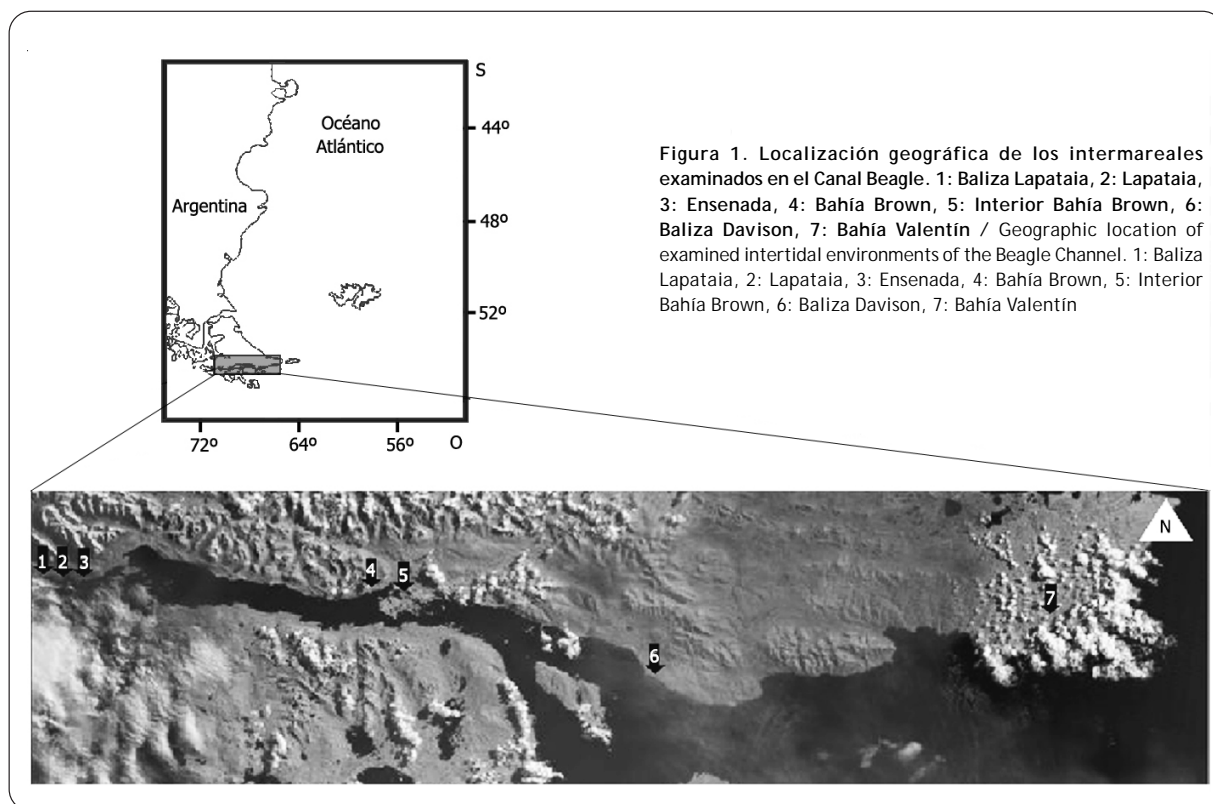 S
Océano
Atlántico
44º
Argentina
48º
52º
72º 64º 56º O
Figura 1. Localización geográfica de los intermareales
examinados en el Canal Beagle. 1: Baliza Lapataia, 2: Lapataia,
3: Ensenada, 4: Bahía Brown, 5: Interior Bahía Brown, 6:
Baliza Davison, 7: Bahía Valentín / Geographic location of
examined intertidal environments of the Beagle Channel. 1: Baliza
Lapataia, 2: Lapataia, 3: Ensenada, 4: Bahía Brown, 5: Interior
Bahía Brown, 6: Baliza Davison, 7: Bahía Valentín
N
1 2 3
4
5
6
7